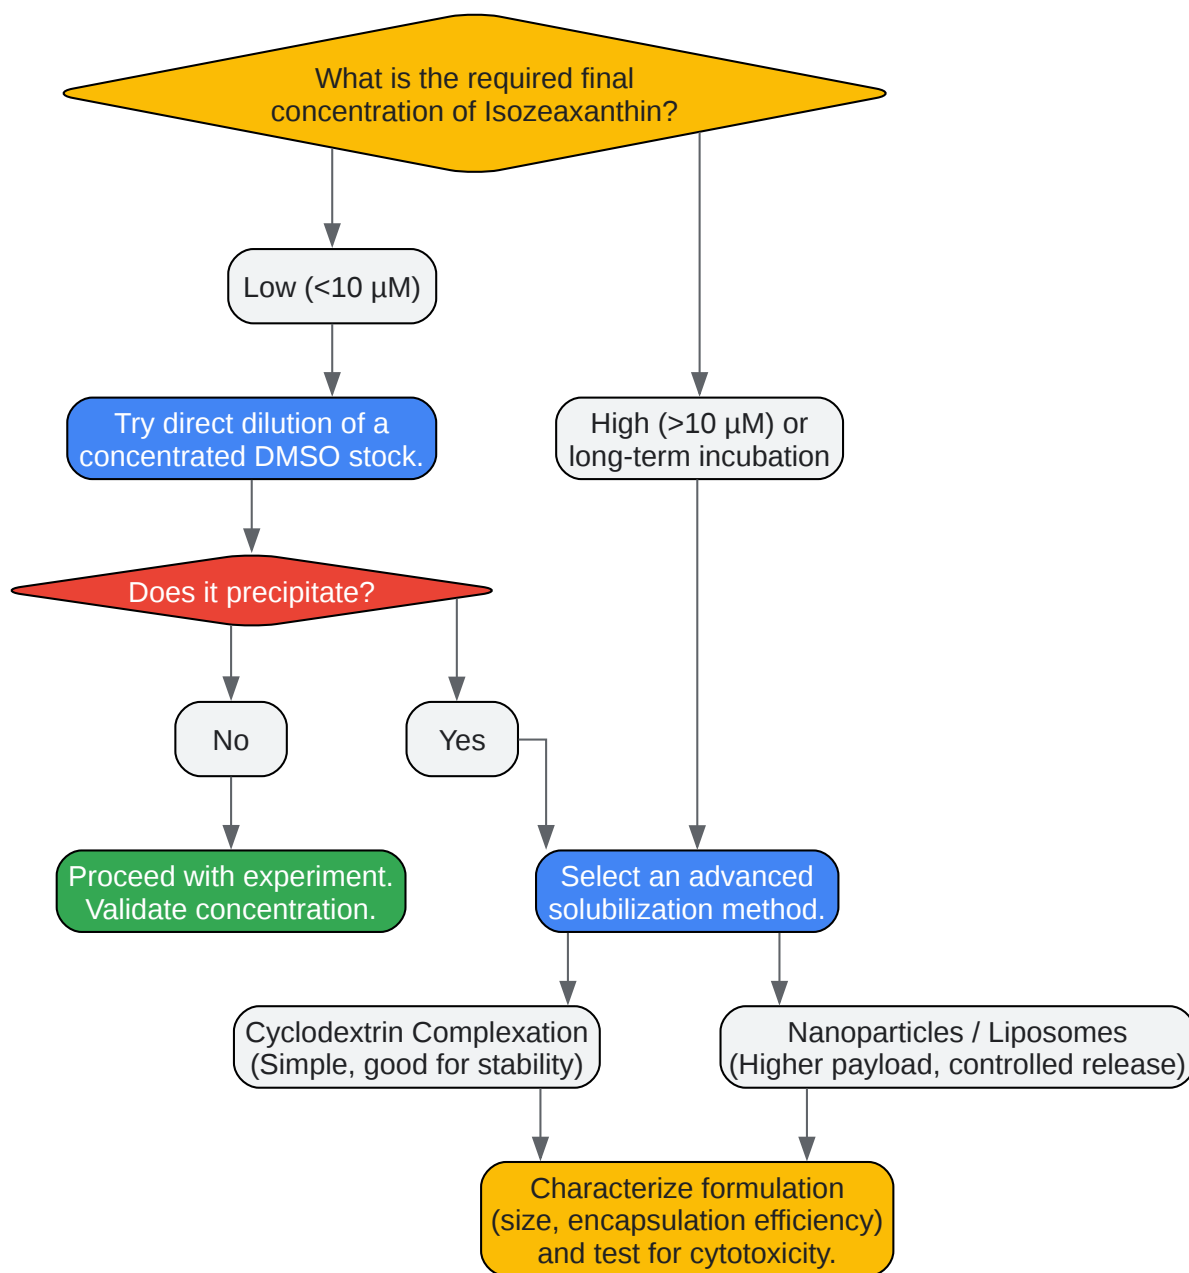 What is the required final
concentration of Isozeaxanthin?
Low (<10 µM)
Try direct dilution of a
concentrated DMSO stock.
High (>10 µM) or
long-term incubation
Does it precipitate?
No
Yes
Proceed with experiment.
Validate concentration.
Select an advanced
solubilization method.
Cyclodextrin Complexation
(Simple, good for stability)
Nanoparticles / Liposomes
(Higher payload, controlled release)
Characterize formulation
(size, encapsulation efficiency)
and test for cytotoxicity.